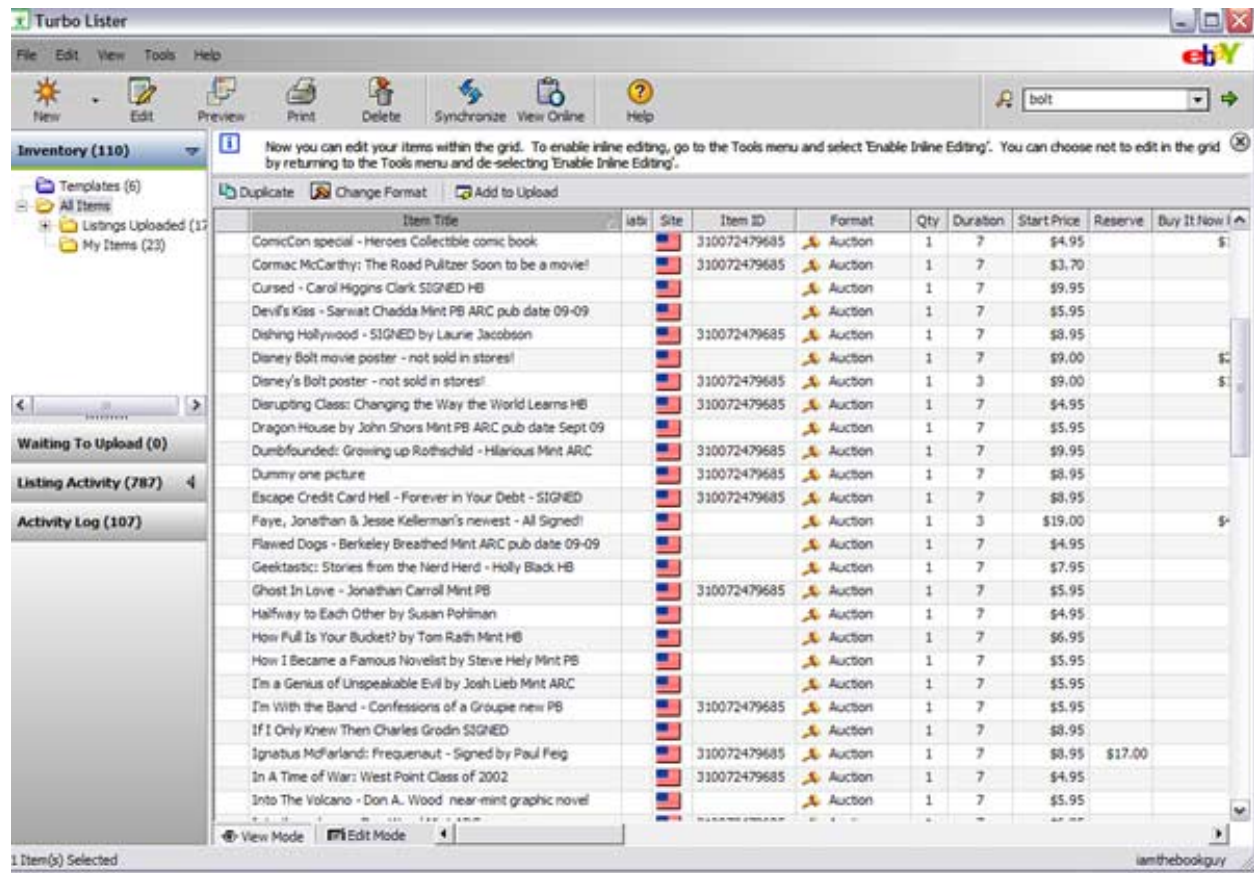 Turbo Lister
File Edit View Tools Help
ebY
New Edit Preview Print Delete Synchronize View Online Help bolt
Inventory (110)
Templates (6)
All Items
Listings Uploaded (17
My Items (23)
Waiting To Upload (0)
Listing Activity (787)
Activity Log (107)
Now you can edit your items within the grid. To enable inline editing, go to the Tools menu and select 'Enable Inline Editing'. You can choose not to edit in the grid
by returning to the Tools menu and de-selecting 'Enable Inline Editing'.
Duplicate Change Format Add to Upload
Item Title Site Item ID Format Qty Duration Start Price Reserve Buy It Now
ComicCon special - Heroes Collectible comic book 310072479685 Auction 1 7 $4.95
Cormac McCarthy: The Road Pulitzer Soon to be a movie! 310072479685 Auction 1 7 $3.70
Cursed - Carol Higgins Clark SIGNED HB Auction 1 7 $9.95
Devil's Kiss - Sarwat Chadda Mint PB ARC pub date 09-09 Auction 1 7 $5.95
Dishing Hollywood - SIGNED by Laurie Jacobson 310072479685 Auction 1 7 $8.95
Disney Bolt movie poster - not sold in stores! Auction 1 7 $9.00
Disney's Bolt poster - not sold in stores! 310072479685 Auction 1 3 $9.00
Disrupting Class: Changing the Way the World Learns HB 310072479685 Auction 1 7 $4.95
Dragon House by John Shors Mint PB ARC pub date Sept 09 Auction 1 7 $5.95
Dumbfounded: Growing up Rothschild - Hilarious Mint ARC 310072479685 Auction 1 7 $9.95
Dummy one picture 310072479685 Auction 1 7 $8.95
Escape Credit Card Hell - Forever in Your Debt - SIGNED 310072479685 Auction 1 7 $8.95
Faye, Jonathan & Jesse Kellerman's newest - All Signed! Auction 1 3 $19.00
Flawed Dogs - Berkeley Breathed Mint ARC pub date 09-09 Auction 1 7 $4.95
Geektastic: Stories from the Nerd Herd - Holly Black HB Auction 1 7 $7.95
Ghost In Love - Jonathan Carroll Mint PB 310072479685 Auction 1 7 $5.95
Halfway to Each Other by Susan Pohlman Auction 1 7 $4.95
How Full Is Your Bucket? by Tom Rath Mint HB Auction 1 7 $6.95
How I Became a Famous Novelist by Steve Hely Mint PB Auction 1 7 $5.95
I'm a Genius of Unspeakable Evil by Josh Lieb Mint ARC Auction 1 7 $5.95
I'm With the Band - Confessions of a Groupie new PB 310072479685 Auction 1 7 $5.95
If I Only Knew Then Charles Grodin SIGNED Auction 1 7 $8.95
Ignatius McFarland: Frequenaut - Signed by Paul Feig 310072479685 Auction 1 7 $8.95 $17.00
In A Time of War: West Point Class of 2002 310072479685 Auction 1 7 $4.95
Into The Volcano - Don A. Wood near-mint graphic novel Auction 1 7 $5.95
View Mode Edit Mode
1 Item(s) Selected iamthebookguy